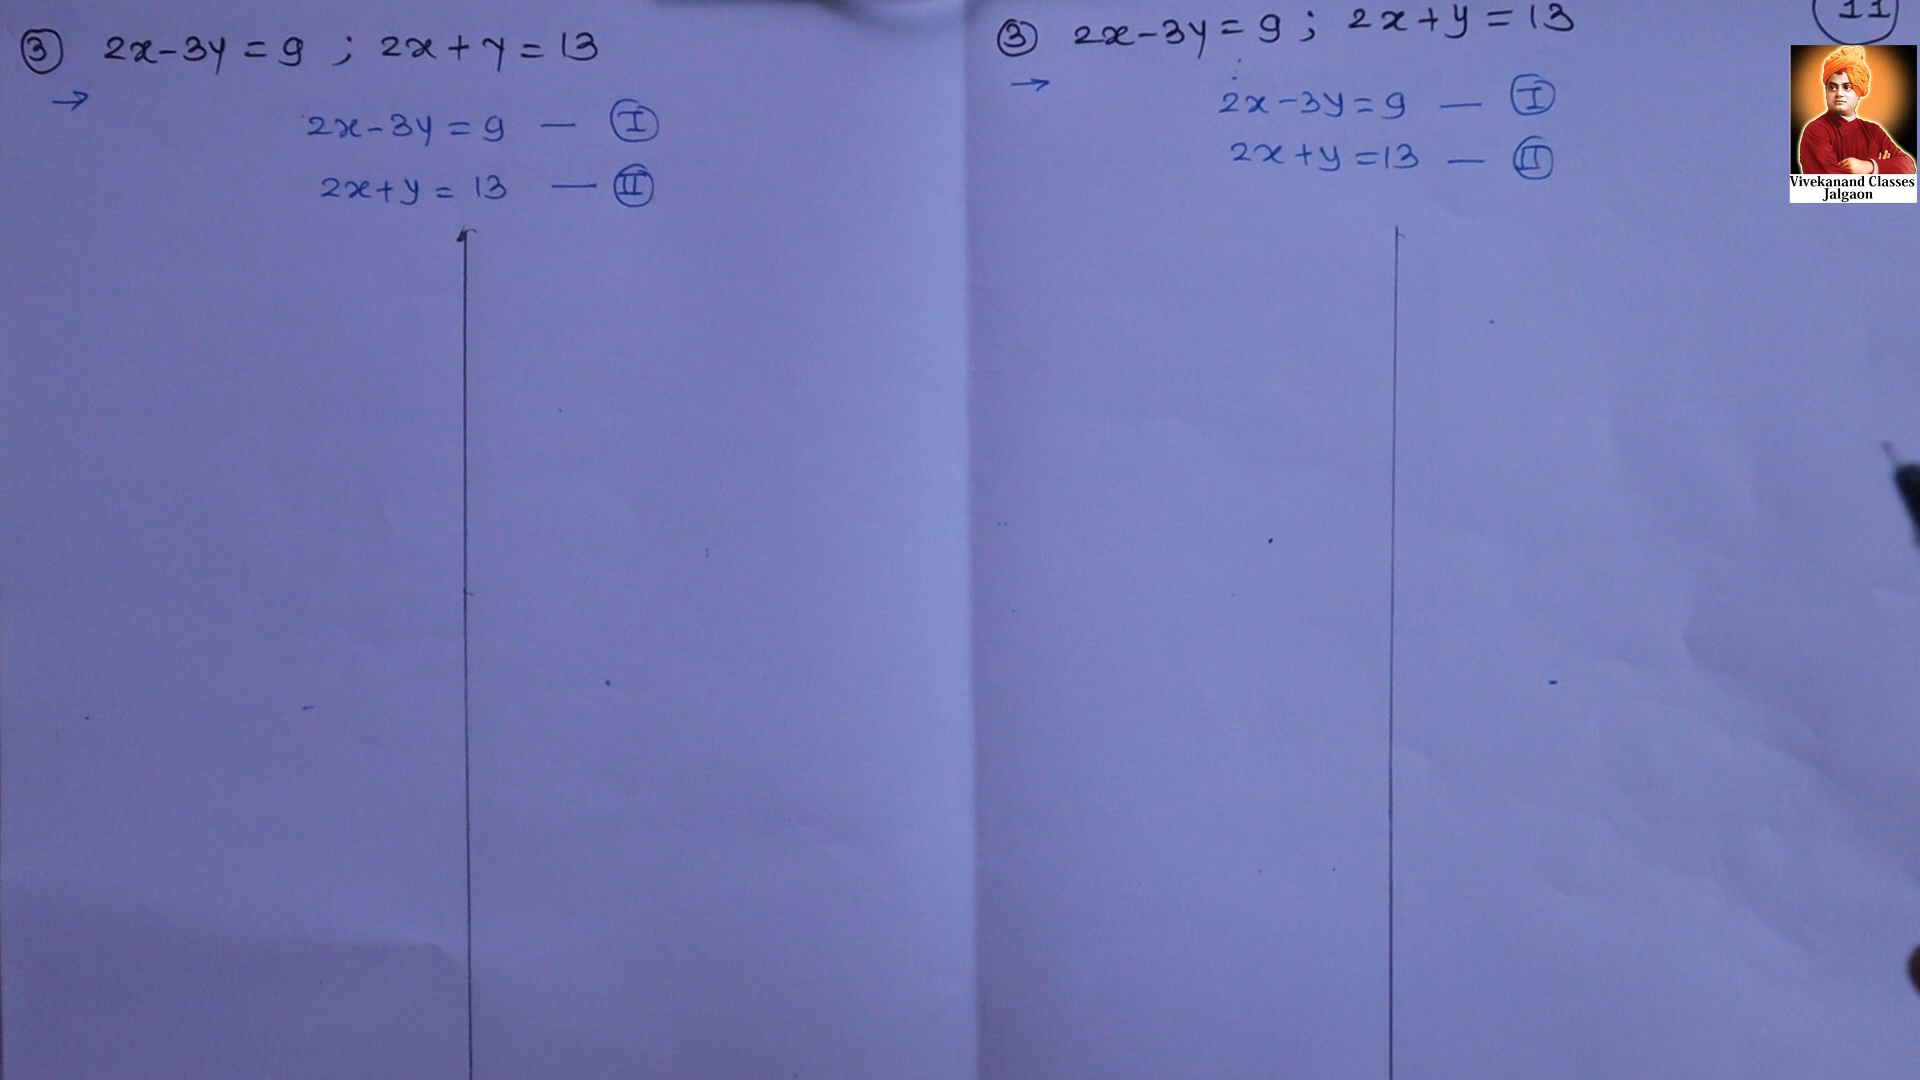 ③ 2x-3y=9 ; 2x+y=13
→
2x-3y=9 — Ⓘ
2x+y=13 — ⓘⓘ
③ 2x-3y=9 ; 2x+y=13
→
2x-3y=9 — Ⓘ
2x+y=13 — ⓘⓘ
11
Vivekanand Classes
Jalgaon